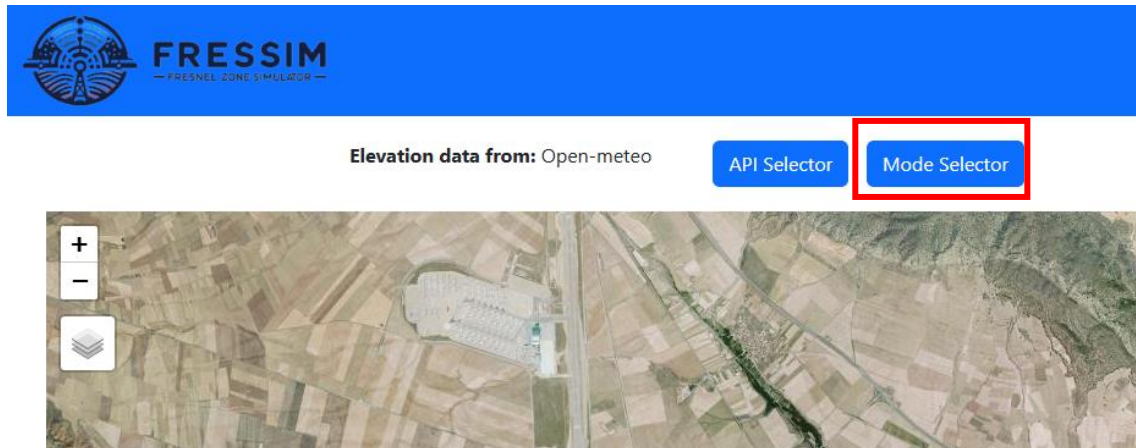 FRESSIM
— FRESNEL ZONE SIMULATOR —
Elevation data from: Open-meteo
API Selector
Mode Selector
+
−